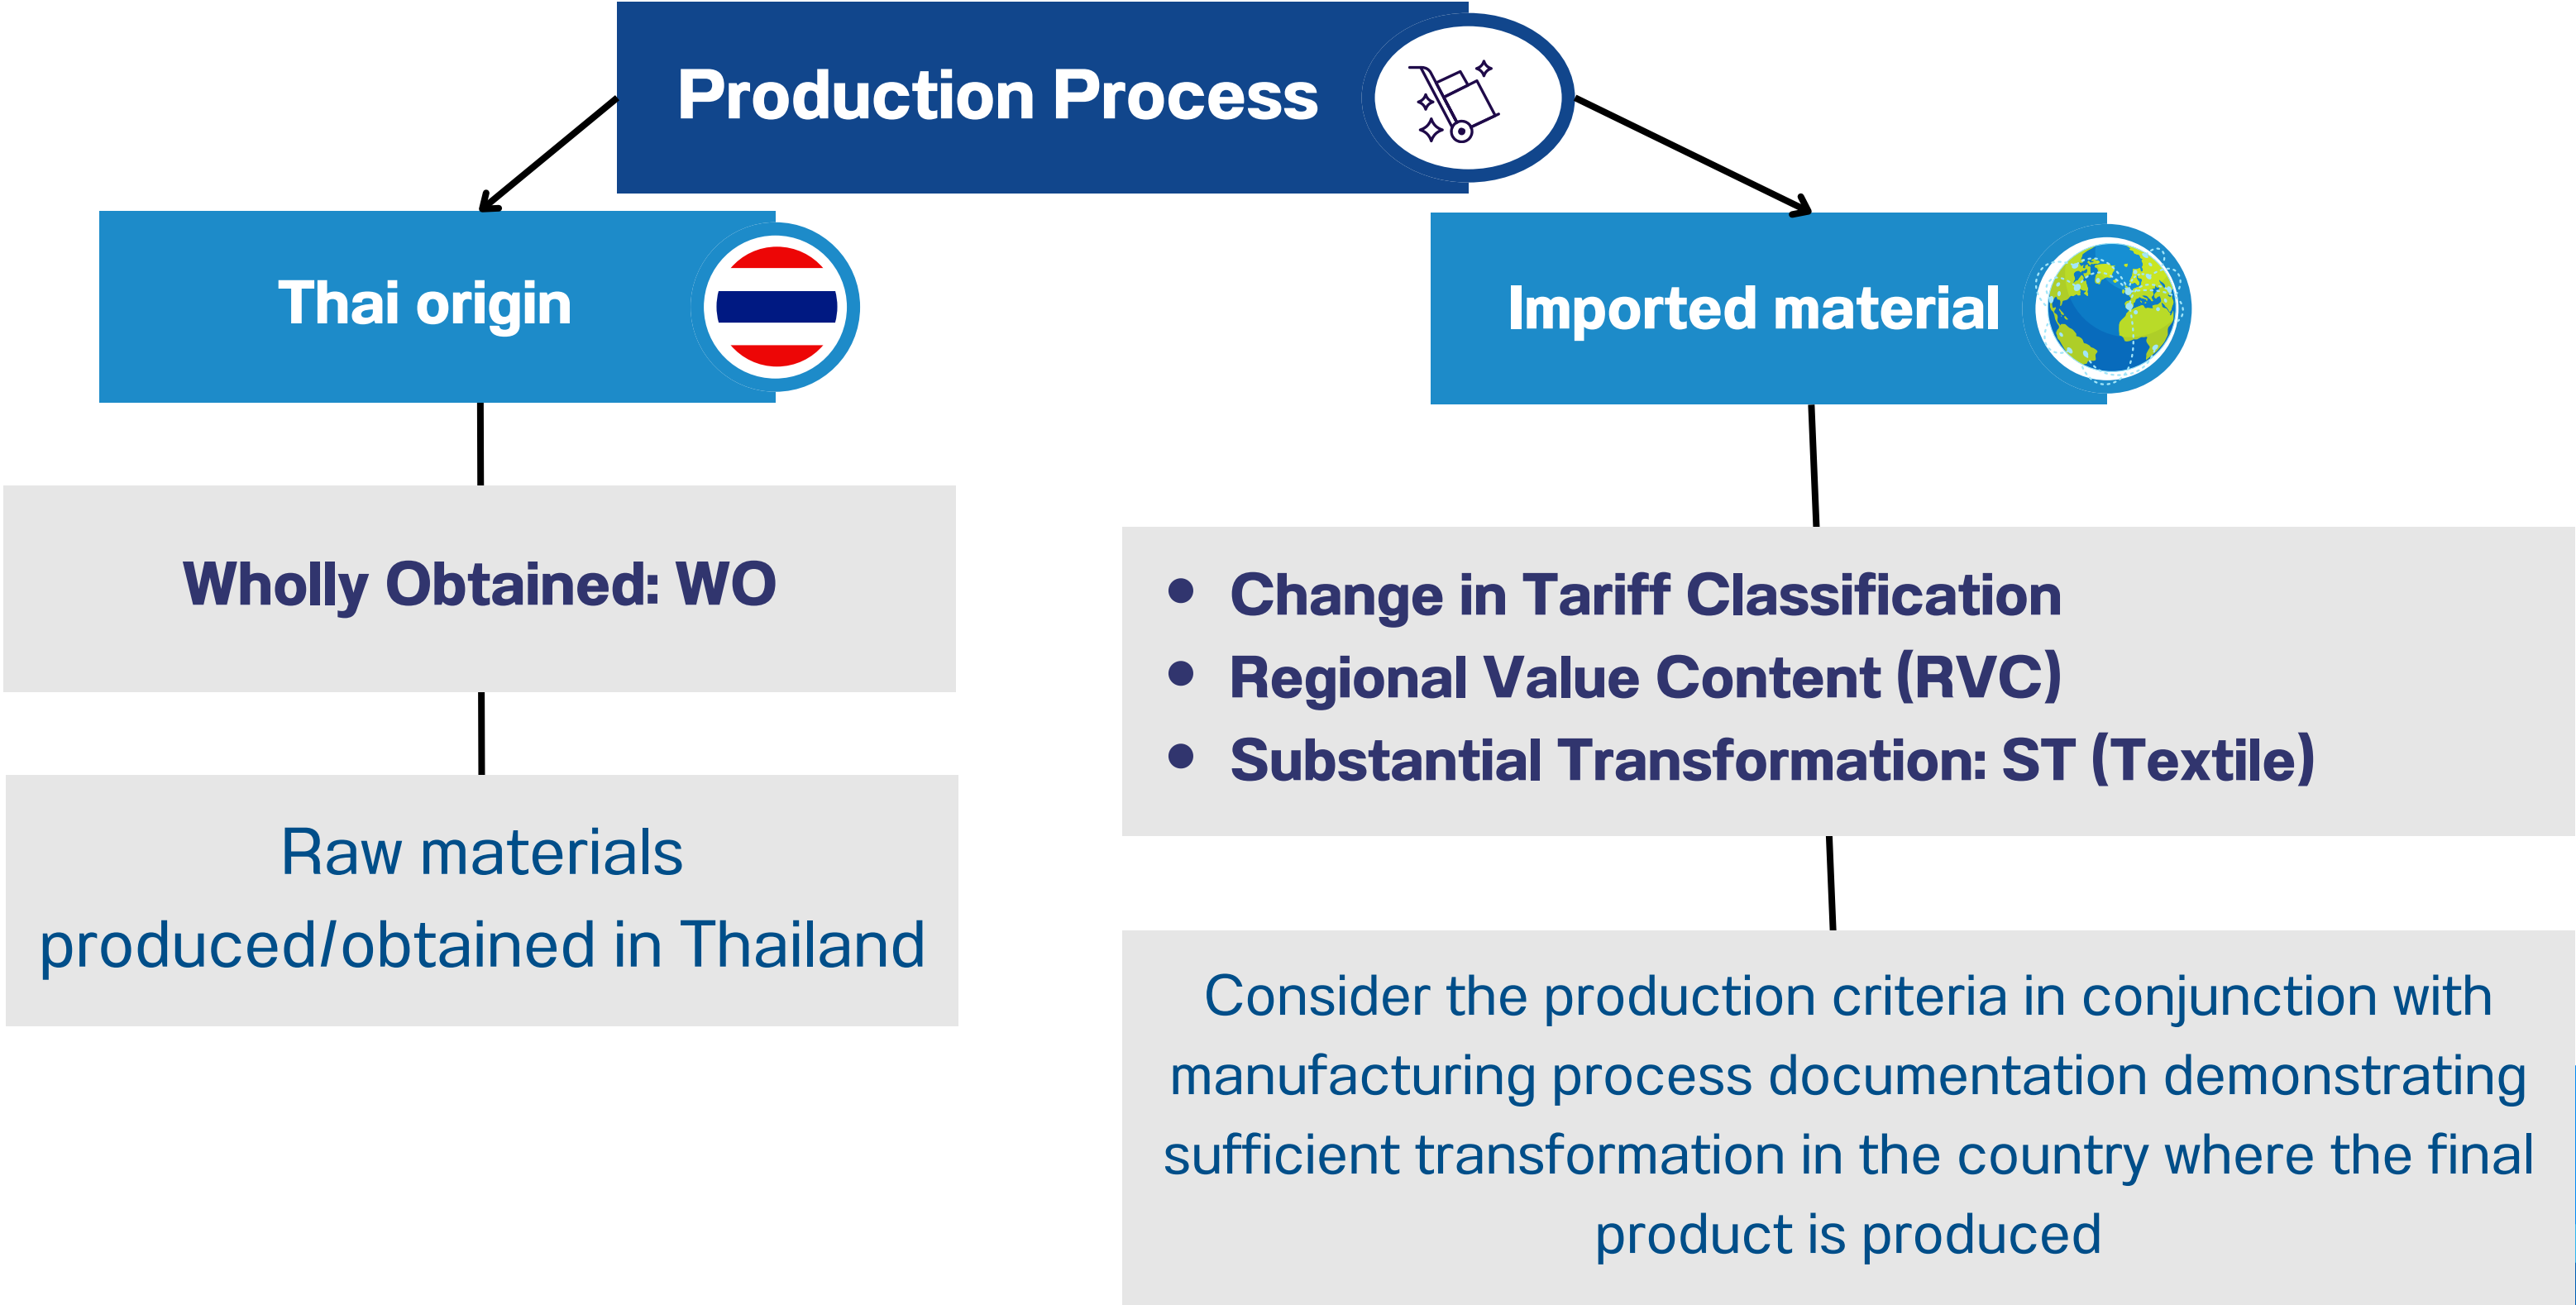 Production Process
Thai origin
Imported material
Wholly Obtained: WO
Raw materials
produced/obtained in Thailand
• Change in Tariff Classification
• Regional Value Content (RVC)
• Substantial Transformation: ST (Textile)
Consider the production criteria in conjunction with
manufacturing process documentation demonstrating
sufficient transformation in the country where the final
product is produced